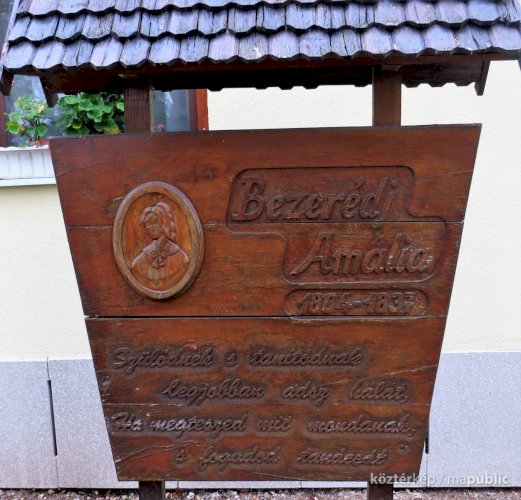 Bezerédj
Amália
1804-1837
Szülődnek s tanítódnak
legjobban adsz hálát,
Ha megteszed mit mondanak,
s fogadod tanácsát"
köztérkép / mapublic